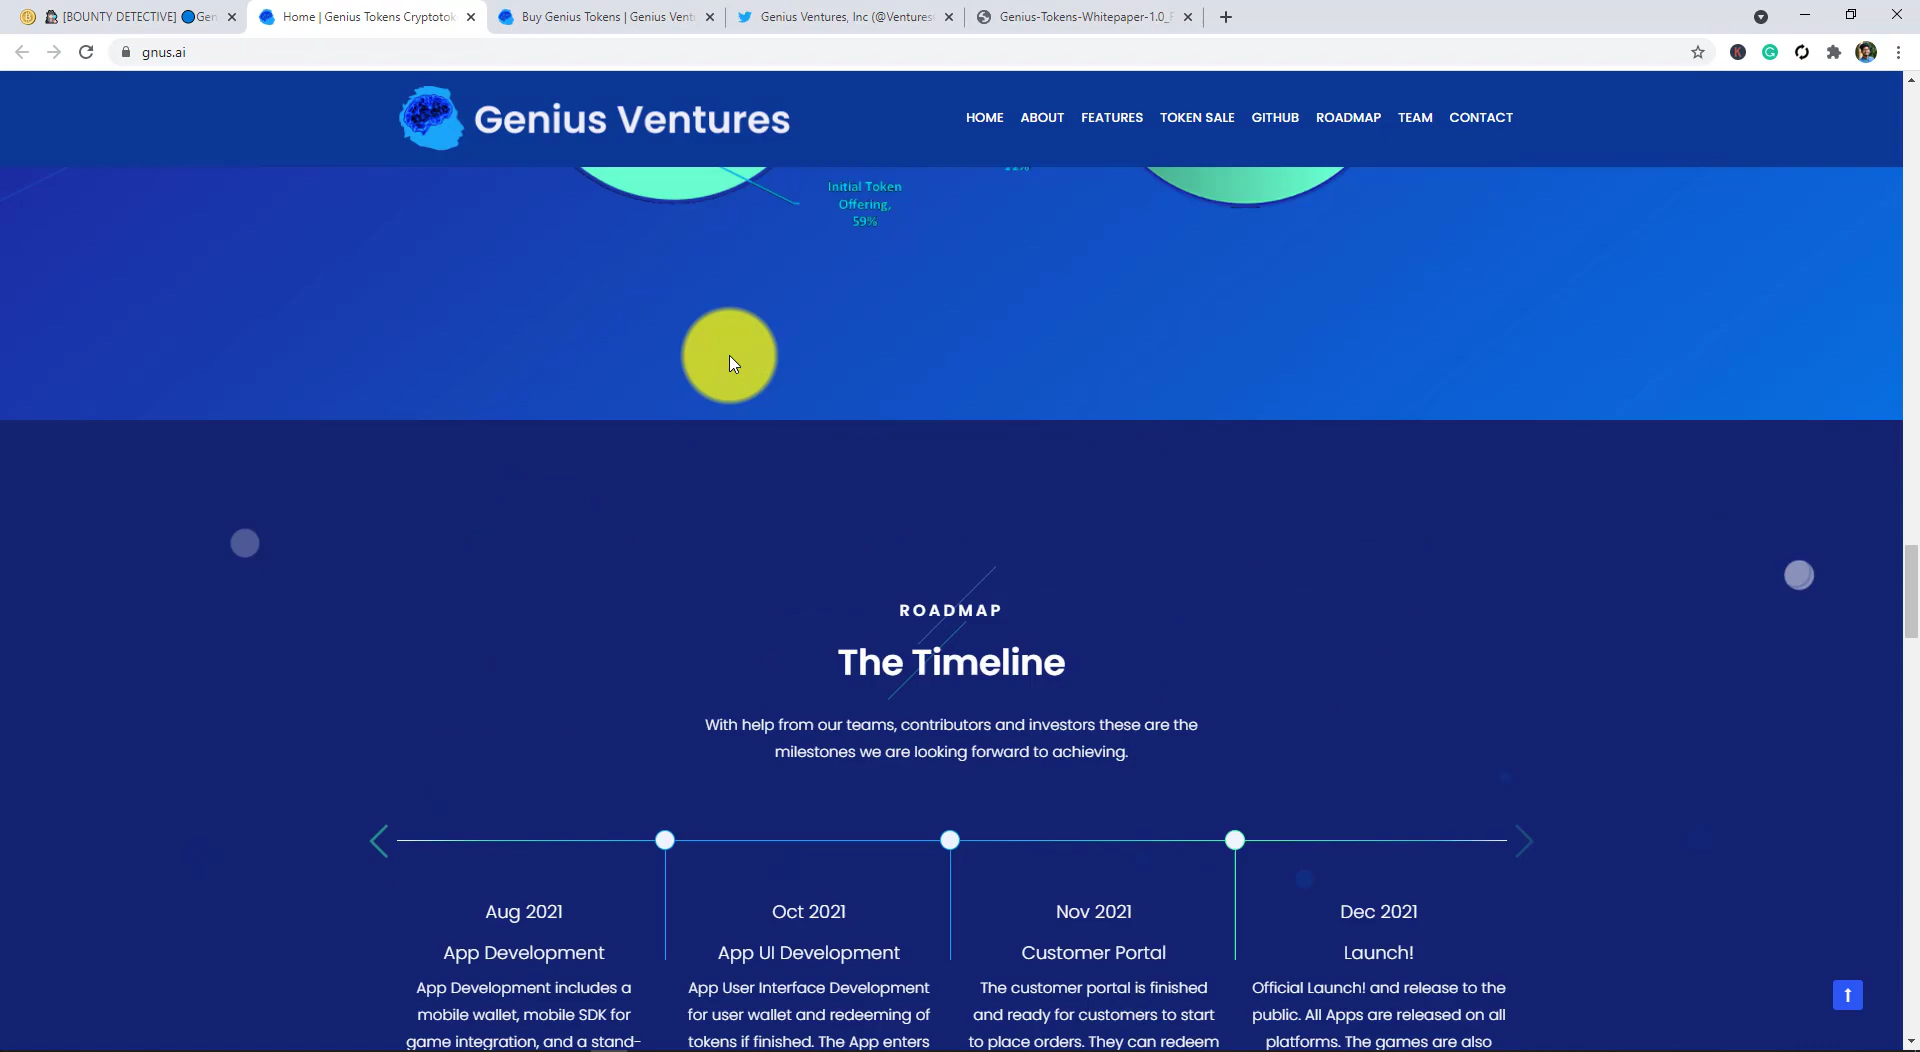 [BOUNTY DETECTIVE] Gen
Home | Genius Tokens Cryptotok
Buy Genius Tokens | Genius Vent
Genius Ventures, Inc (@Ventures
Genius-Tokens-Whitepaper-1.0_F
gnus.ai
Genius Ventures
HOME ABOUT FEATURES TOKEN SALE GITHUB ROADMAP TEAM CONTACT
Initial Token
Offering,
59%
ROADMAP
The Timeline
With help from our teams, contributors and investors these are the
milestones we are looking forward to achieving.
Aug 2021
App Development
App Development includes a
mobile wallet, mobile SDK for
game integration, and a stand-
Oct 2021
App UI Development
App User Interface Development
for user wallet and redeeming of
tokens if finished. The App enters
Nov 2021
Customer Portal
The customer portal is finished
and ready for customers to start
to place orders. They can redeem
Dec 2021
Launch!
Official Launch! and release to the
public. All Apps are released on all
platforms. The games are also